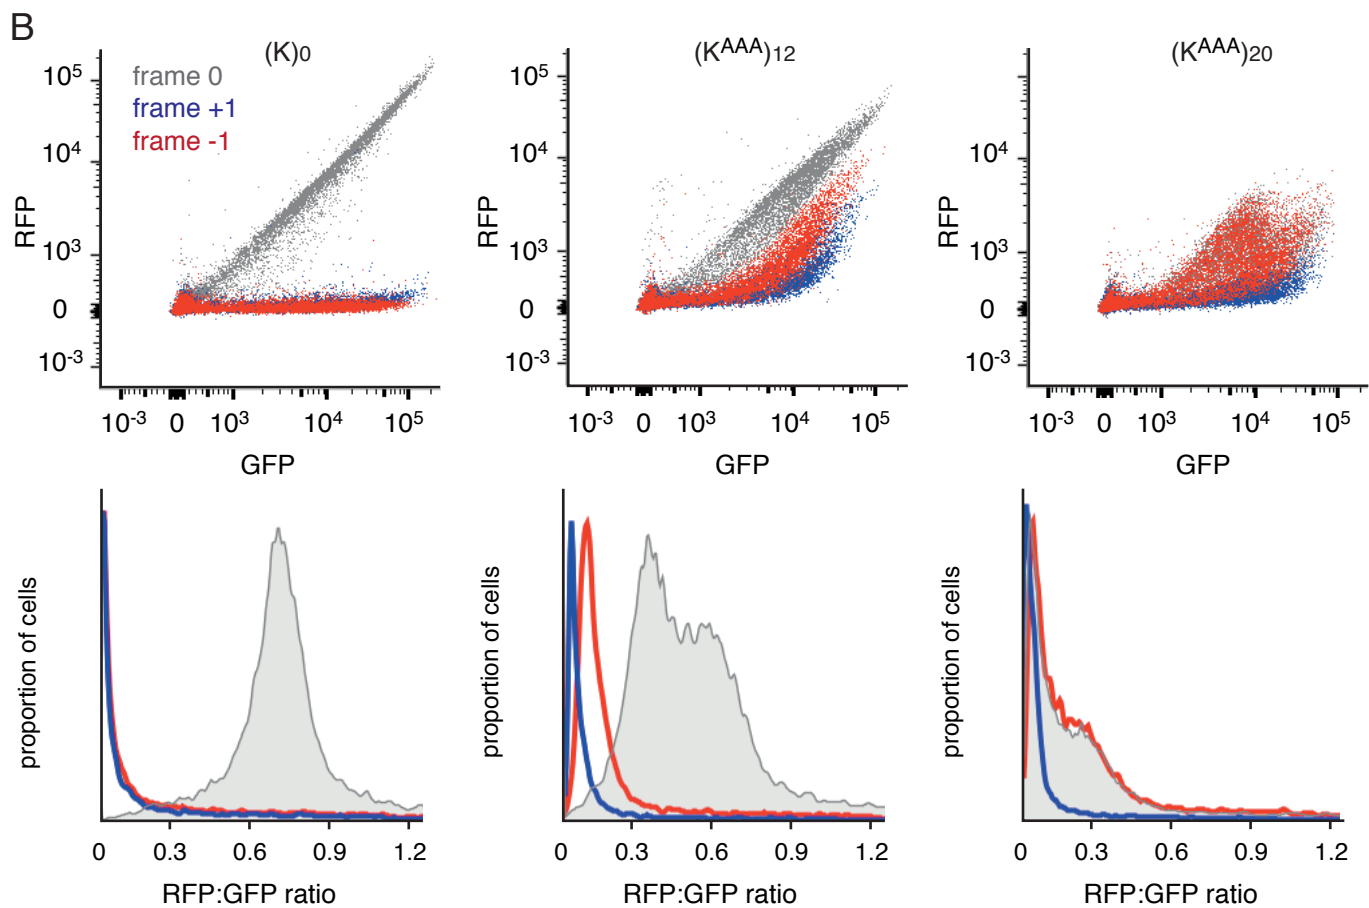 B
(K)0
(K^AAA)12
(K^AAA)20
frame 0
frame +1
frame -1
RFP
10^5
10^4
10^3
0
10^-3
10^-3 0 10^3 10^4 10^5
GFP
RFP
10^5
10^4
10^3
0
10^-3
10^-3 0 10^3 10^4 10^5
GFP
RFP
10^4
10^3
0
10^-3
10^-3 0 10^3 10^4 10^5
GFP
proportion of cells
0 0.3 0.6 0.9 1.2
RFP:GFP ratio
proportion of cells
0 0.3 0.6 0.9 1.2
RFP:GFP ratio
proportion of cells
0 0.3 0.6 0.9 1.2
RFP:GFP ratio